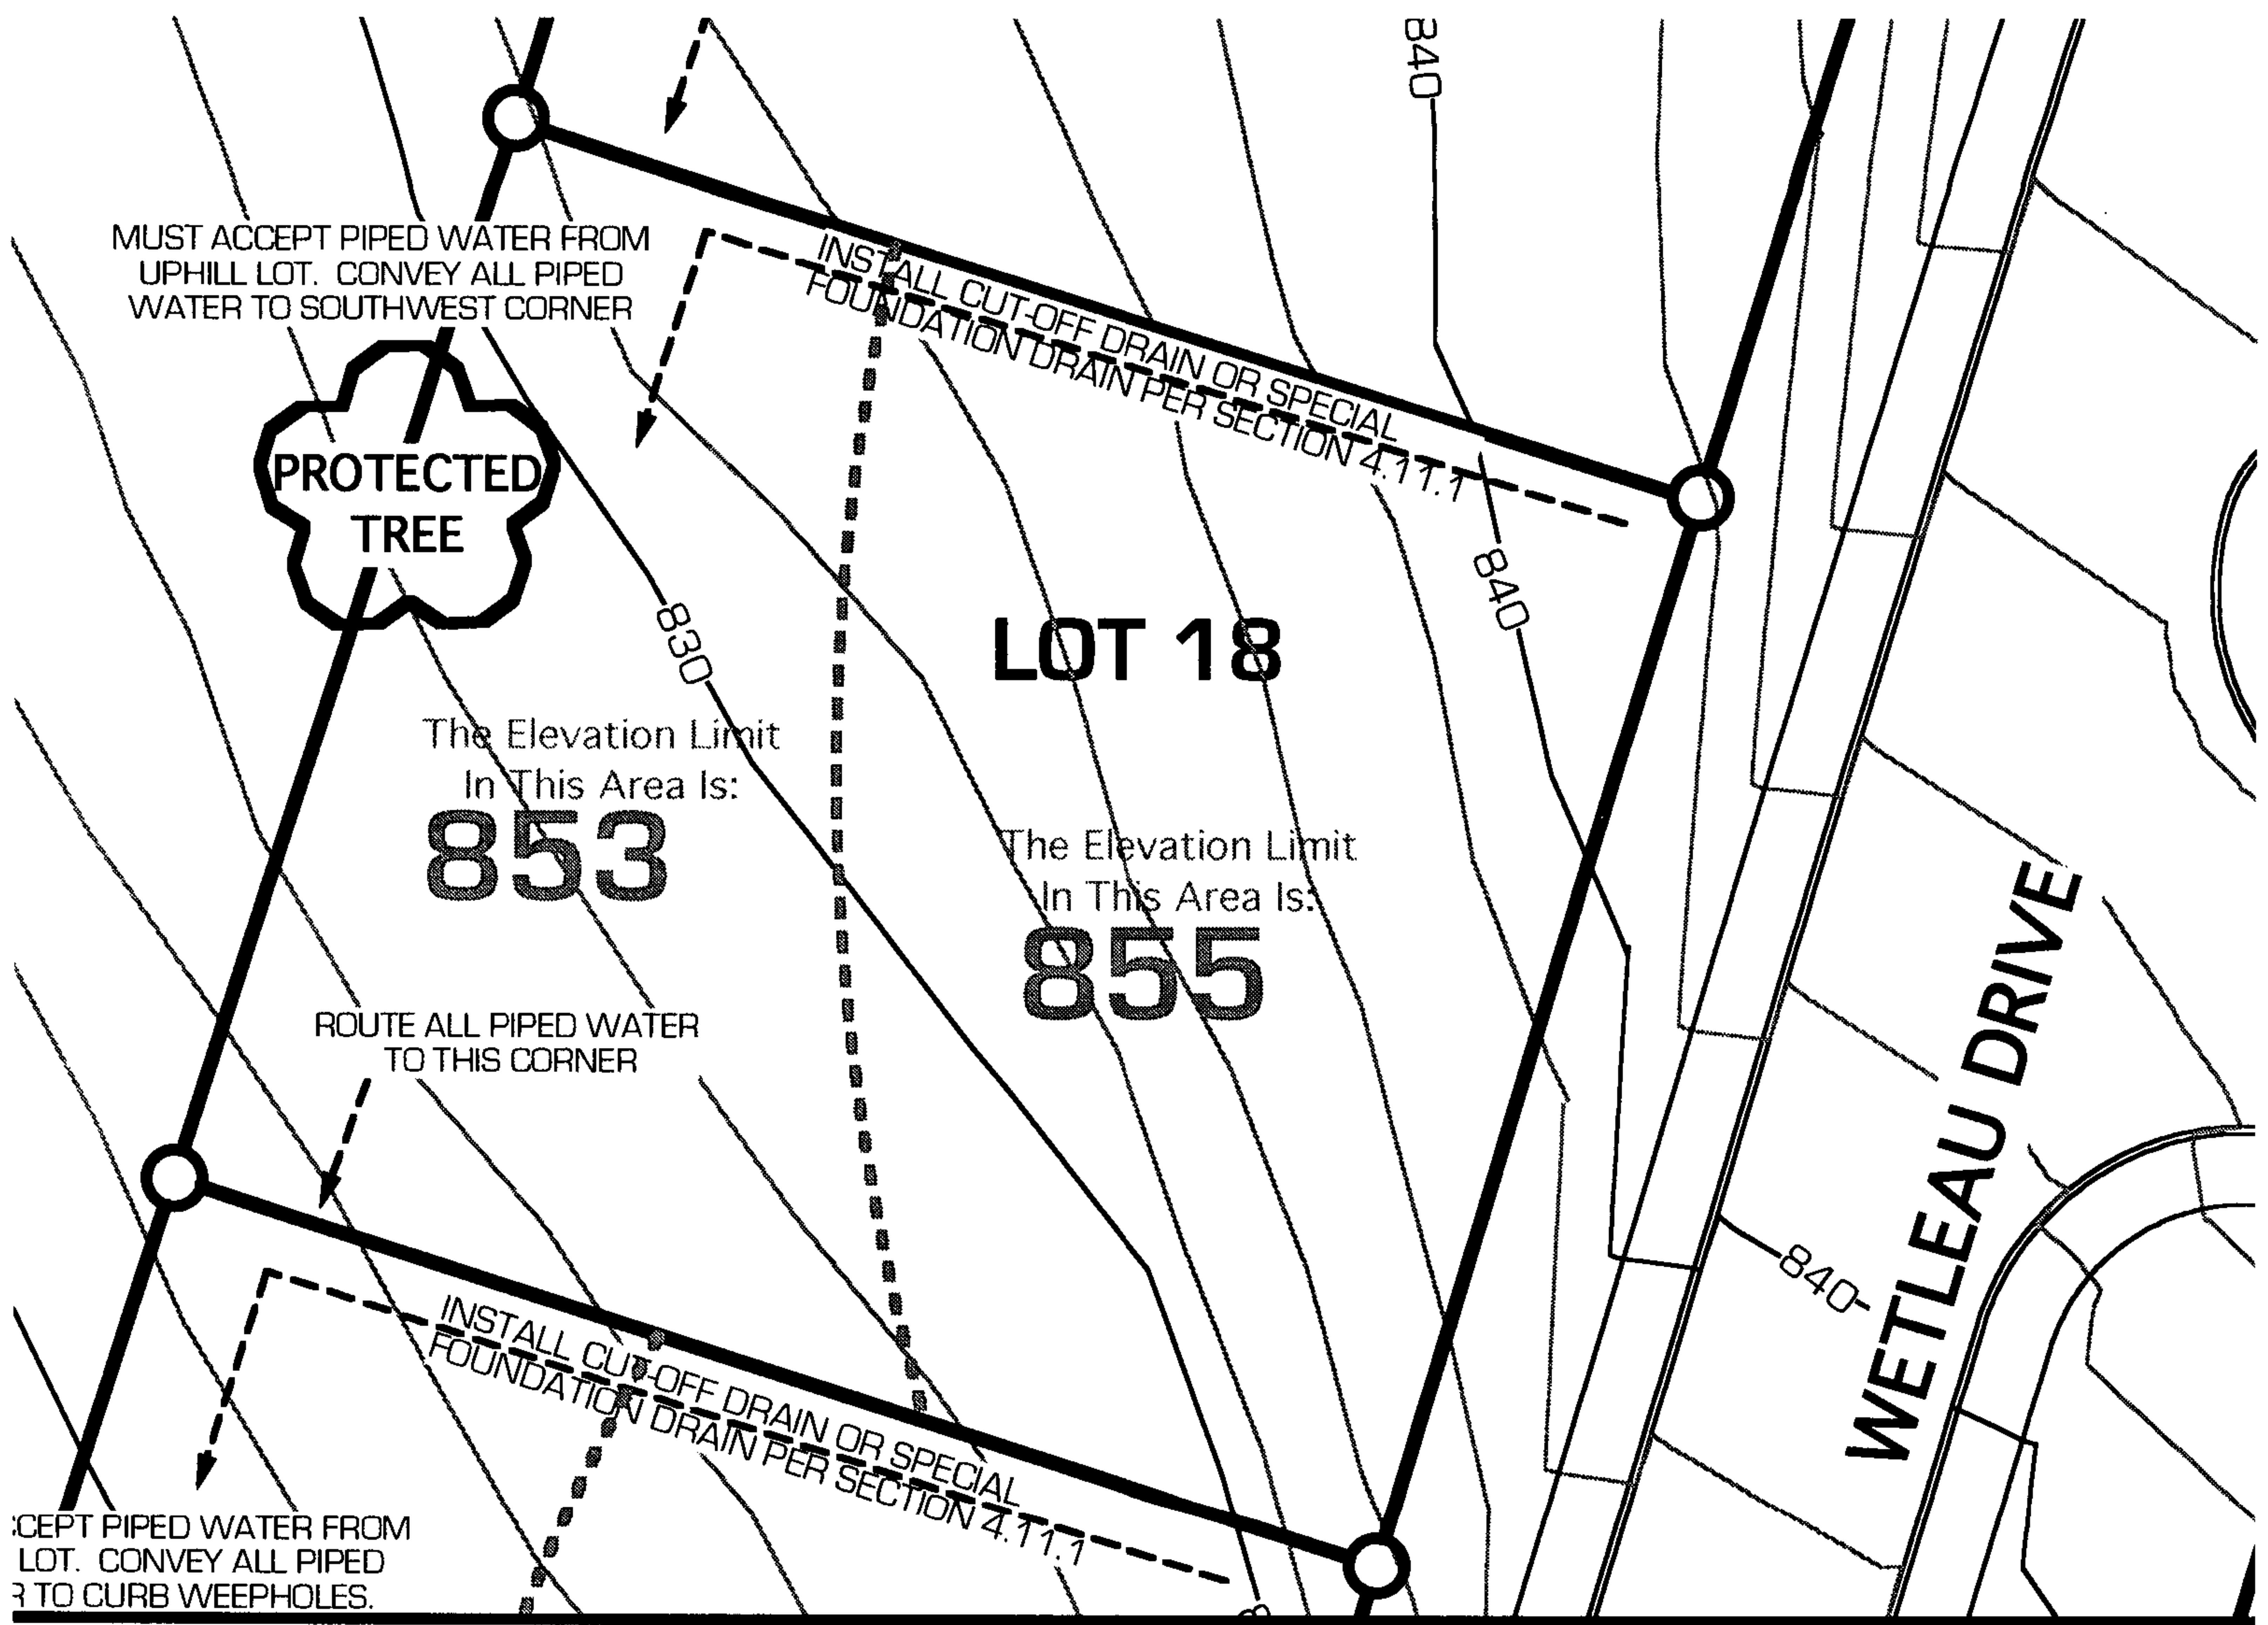 840
MUST ACCEPT PIPED WATER FROM
UPHILL LOT. CONVEY ALL PIPED
WATER TO SOUTHWEST CORNER
INSTALL CUT-OFF DRAIN OR SPECIAL
FOUNDATION DRAIN PER SECTION 4.11.1
PROTECTED
TREE
830
840
LOT 18
The Elevation Limit
In This Area Is:
853
The Elevation Limit
In This Area Is:
855
ROUTE ALL PIPED WATER
TO THIS CORNER
WETLEAU DRIVE
840
INSTALL CUT-OFF DRAIN OR SPECIAL
FOUNDATION DRAIN PER SECTION 4.11.1
CEPT PIPED WATER FROM
LOT. CONVEY ALL PIPED
R TO CURB WEEPHOLES.